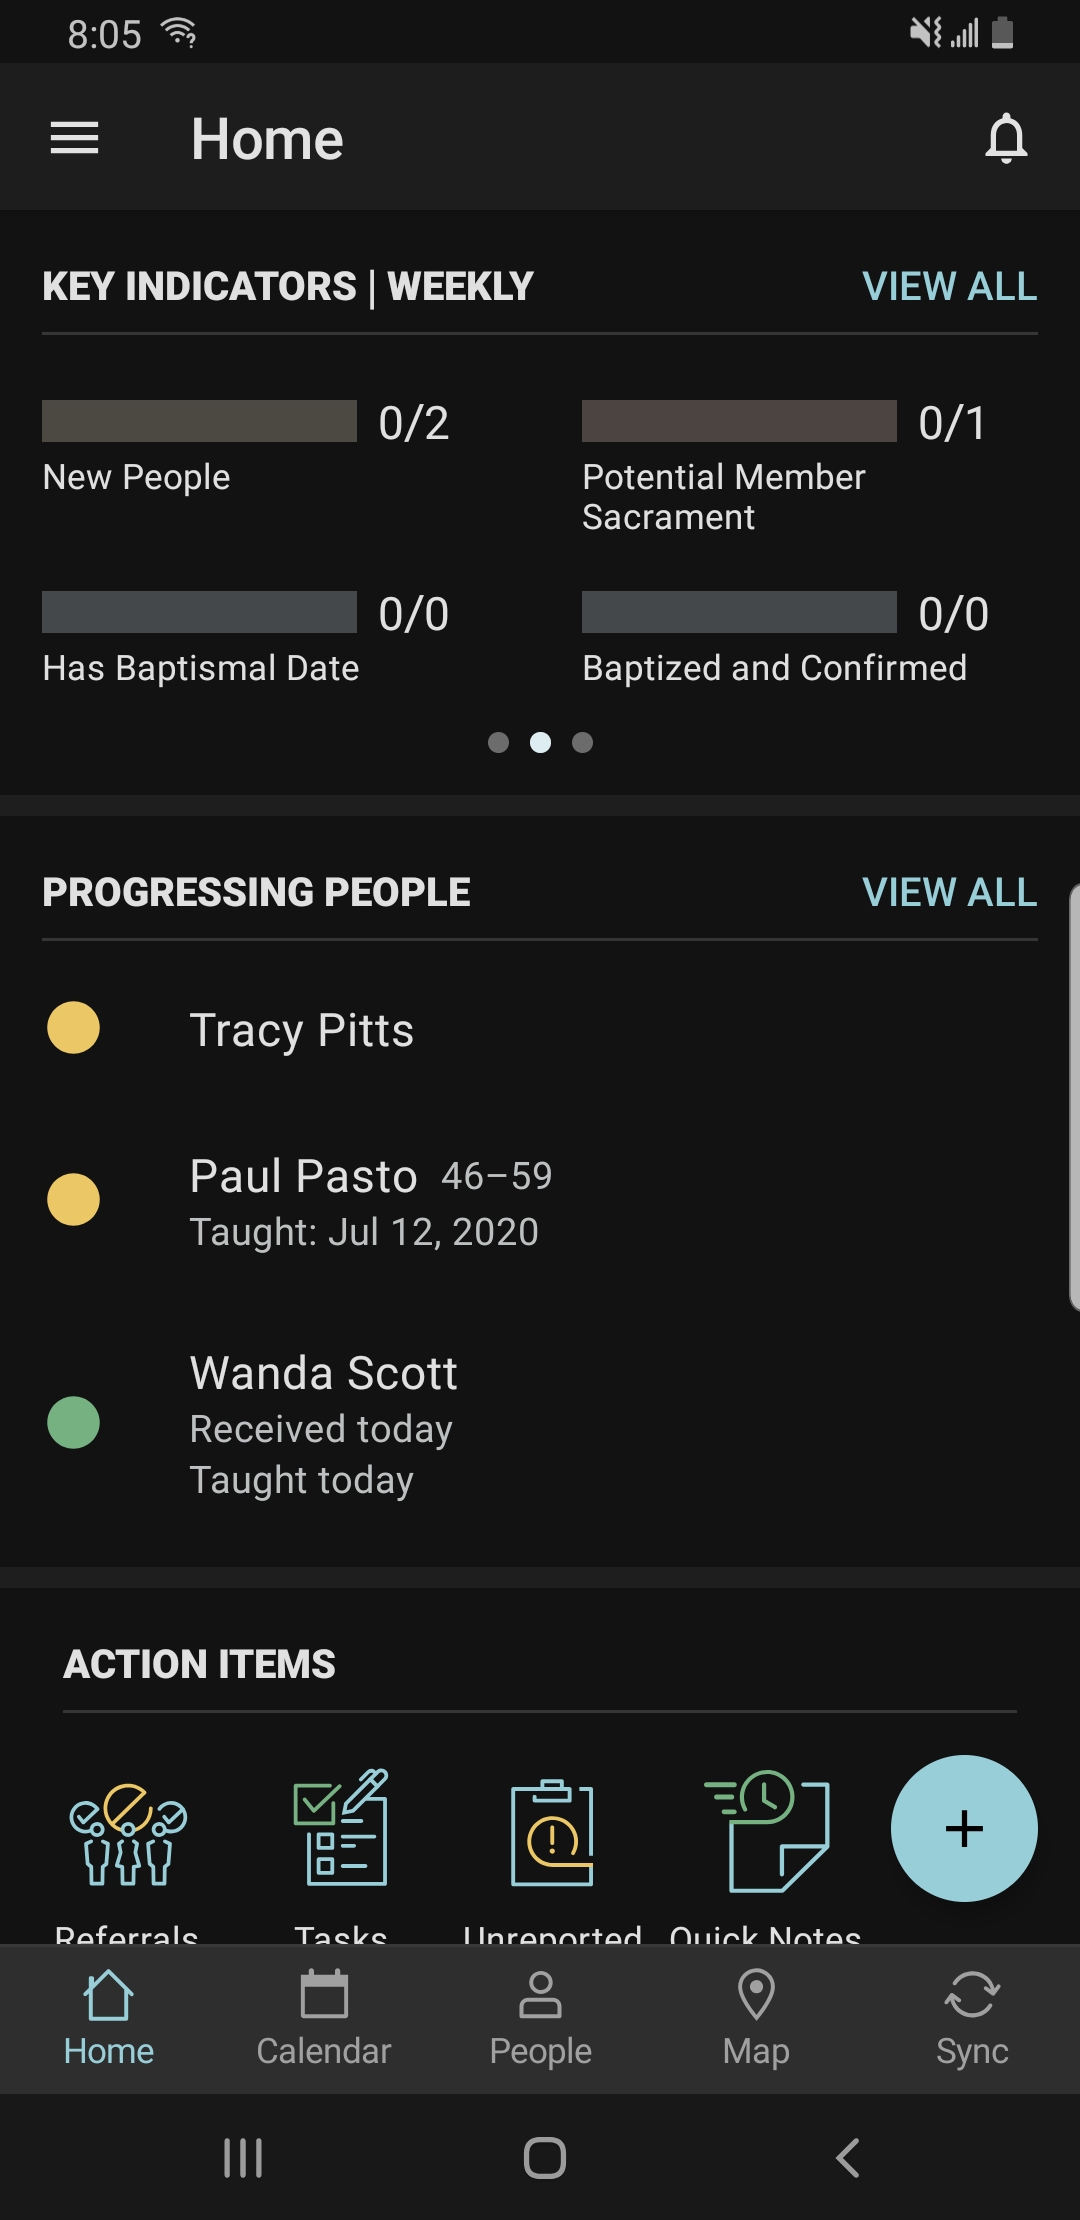 8:05
Home
KEY INDICATORS | WEEKLY
VIEW ALL
0/2
0/1
New People
Potential Member
Sacrament
0/0
0/0
Has Baptismal Date
Baptized and Confirmed
PROGRESSING PEOPLE
VIEW ALL
Tracy Pitts
Paul Pasto 46–59
Taught: Jul 12, 2020
Wanda Scott
Received today
Taught today
ACTION ITEMS
Referrals
Tasks
Unreported
Quick Notes
Home
Calendar
People
Map
Sync